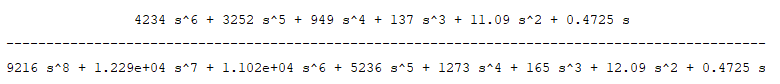 4234 s^6 + 3252 s^5 + 949 s^4 + 137 s^3 + 11.09 s^2 + 0.4725 s
-----------------------------------------------------------------------------------------------
9216 s^8 + 1.229e+04 s^7 + 1.102e+04 s^6 + 5236 s^5 + 1273 s^4 + 165 s^3 + 12.09 s^2 + 0.4725 s